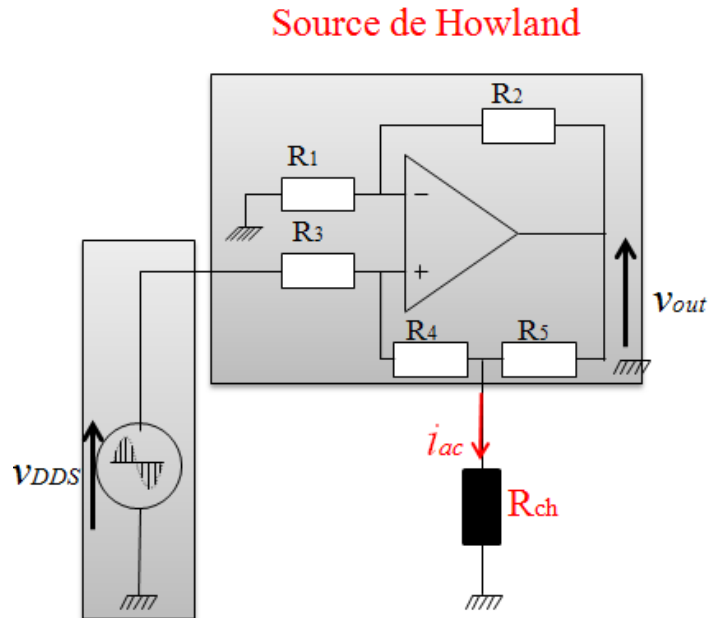 Source de Howland
R2
R1
−
R3
+
vout
R4
R5
iac
vDDS
Rch